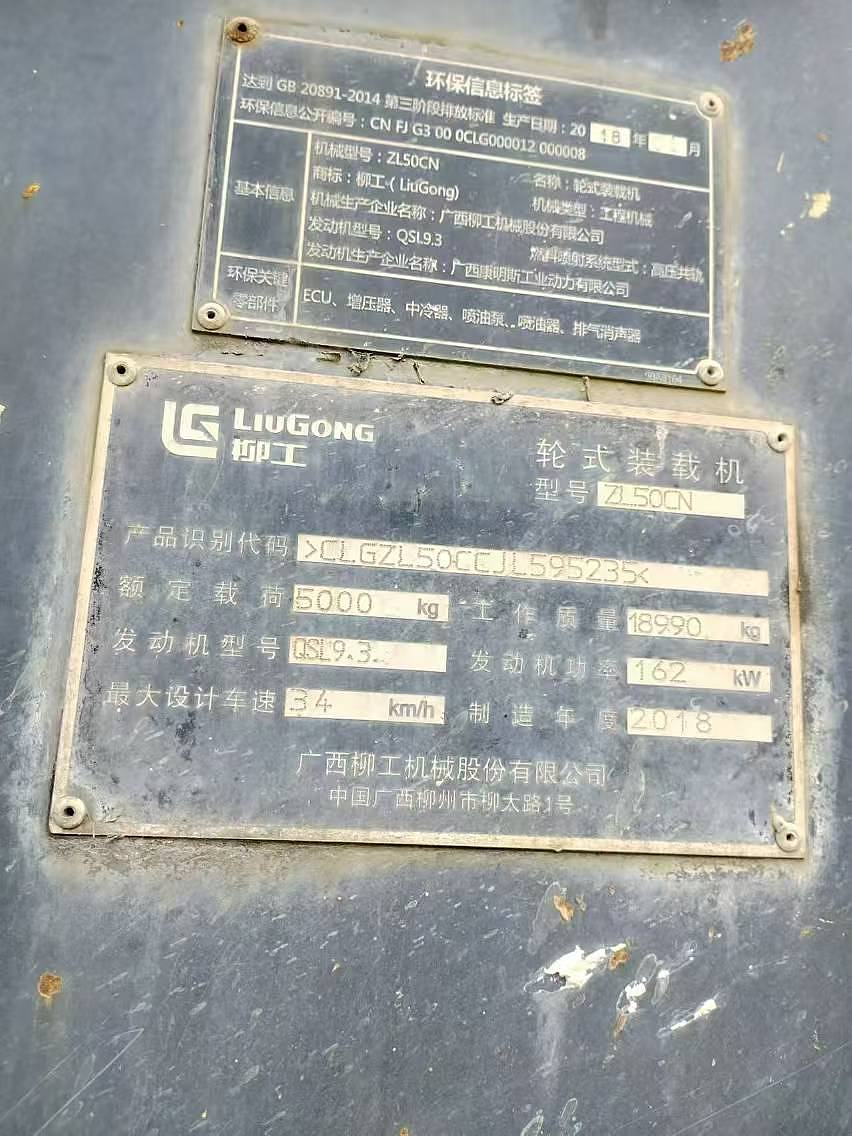 环保信息标签
达到 GB 20891-2014 第三阶段排放标准 生产日期：20 18 年 月
环保信息公开编号：CN FJ G3 00 0CLG000012 000008
基本信息
机械型号：ZL50CN 名称：轮式装载机
商标：柳工（LiuGong） 机械类型：工程机械
机械生产企业名称：广西柳工机械股份有限公司
发动机型号：QSL9.3 燃料喷射系统型式：高压共轨
发动机生产企业名称：广西康明斯工业动力有限公司
环保关键零部件
ECU、增压器、中冷器、喷油泵、喷油器、排气消声器
LG LIUGONG
柳工
轮式装载机
型号 ZL50CN
产品识别代码 >CLGZL50CCJL595235<
额定载荷 5000 kg 工作质量 18990 kg
发动机型号 QSL9.3 发动机功率 162 kW
最大设计车速 34 km/h 制造年度 2018
广西柳工机械股份有限公司
中国广西柳州市柳太路1号